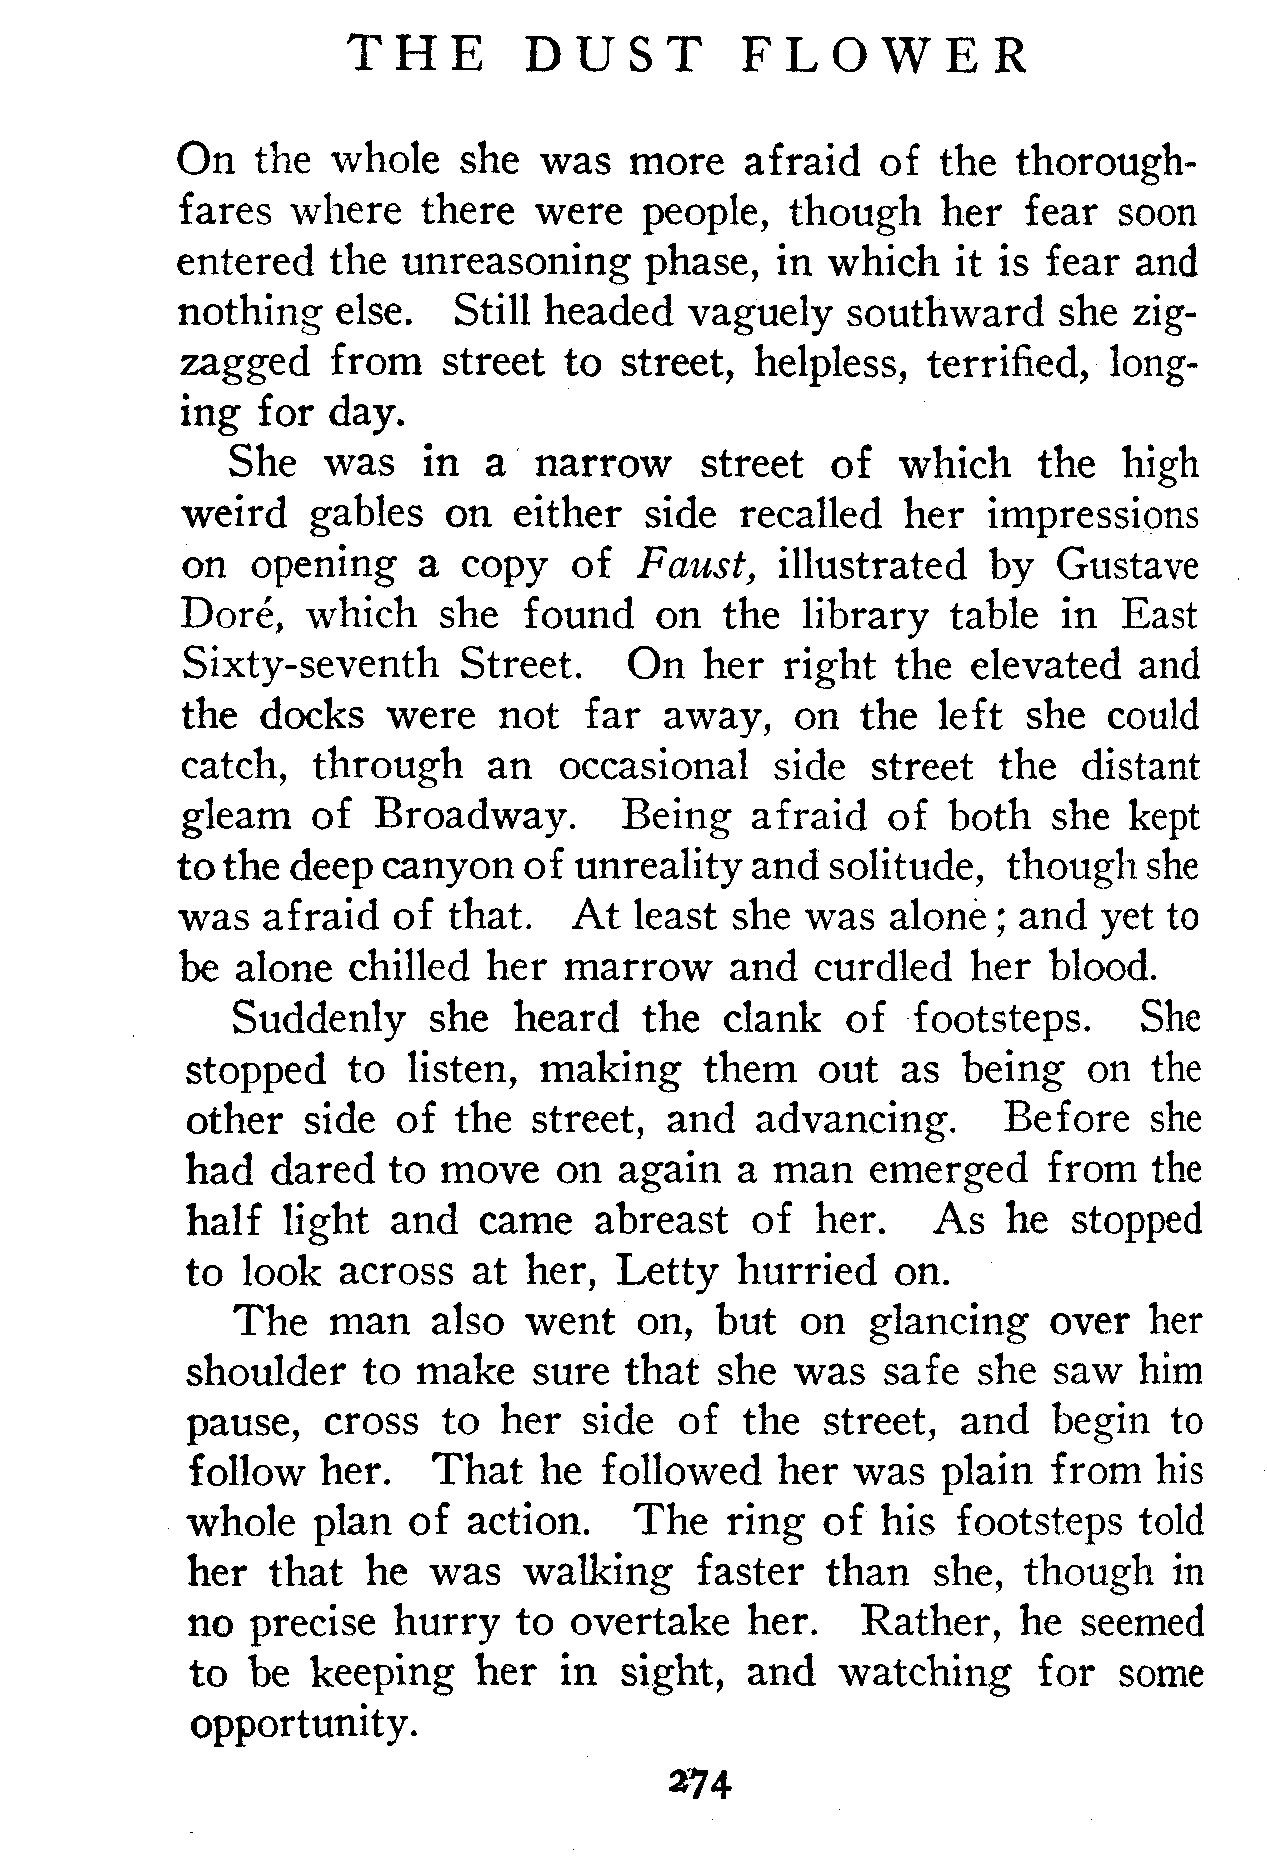 THE DUST FLOWER
On the whole she was more afraid of the thorough-
fares where there were people, though her fear soon
entered the unreasoning phase, in which it is fear and
nothing else. Still headed vaguely southward she zig-
zagged from street to street, helpless, terrified, long-
ing for day.
She was in a narrow street of which the high
weird gables on either side recalled her impressions
on opening a copy of Faust, illustrated by Gustave
Doré, which she found on the library table in East
Sixty-seventh Street. On her right the elevated and
the docks were not far away, on the left she could
catch, through an occasional side street the distant
gleam of Broadway. Being afraid of both she kept
to the deep canyon of unreality and solitude, though she
was afraid of that. At least she was alone; and yet to
be alone chilled her marrow and curdled her blood.
Suddenly she heard the clank of footsteps. She
stopped to listen, making them out as being on the
other side of the street, and advancing. Before she
had dared to move on again a man emerged from the
half light and came abreast of her. As he stopped
to look across at her, Letty hurried on.
The man also went on, but on glancing over her
shoulder to make sure that she was safe she saw him
pause, cross to her side of the street, and begin to
follow her. That he followed her was plain from his
whole plan of action. The ring of his footsteps told
her that he was walking faster than she, though in
no precise hurry to overtake her. Rather, he seemed
to be keeping her in sight, and watching for some
opportunity.
274